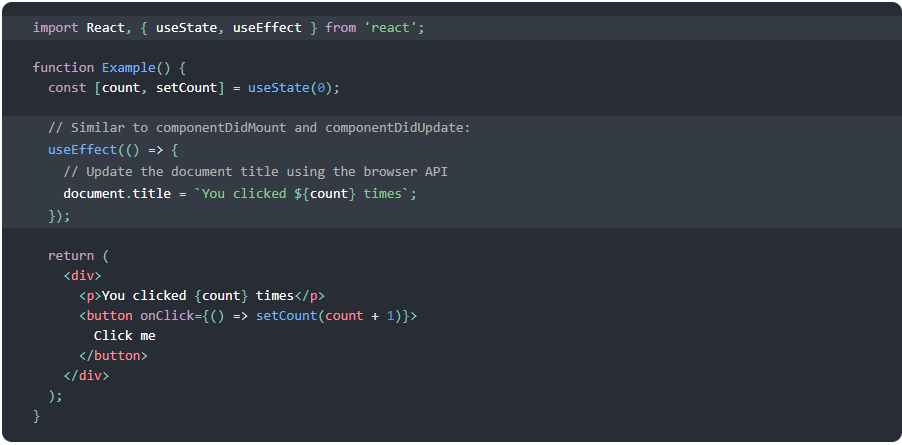 import React, { useState, useEffect } from 'react';
function Example() {
const [count, setCount] = useState(0);
// Similar to componentDidMount and componentDidUpdate:
useEffect(() => {
// Update the document title using the browser API
document.title = `You clicked ${count} times`;
});
return (
<div>
<p>You clicked {count} times</p>
<button onClick={() => setCount(count + 1)}>
Click me
</button>
</div>
);
}